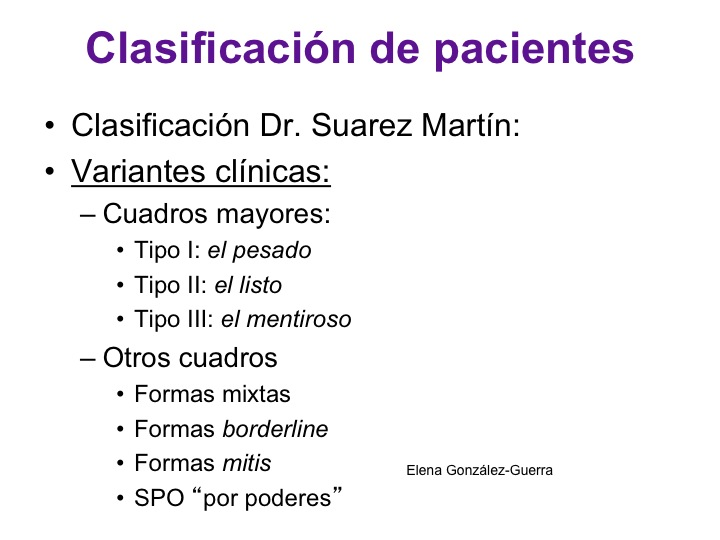 Clasificación de pacientes
• Clasificación Dr. Suarez Martín:
• Variantes clínicas:
– Cuadros mayores:
• Tipo I: el pesado
• Tipo II: el listo
• Tipo III: el mentiroso
– Otros cuadros
• Formas mixtas
• Formas borderline
• Formas mitis
• SPO “por poderes”
Elena González-Guerra